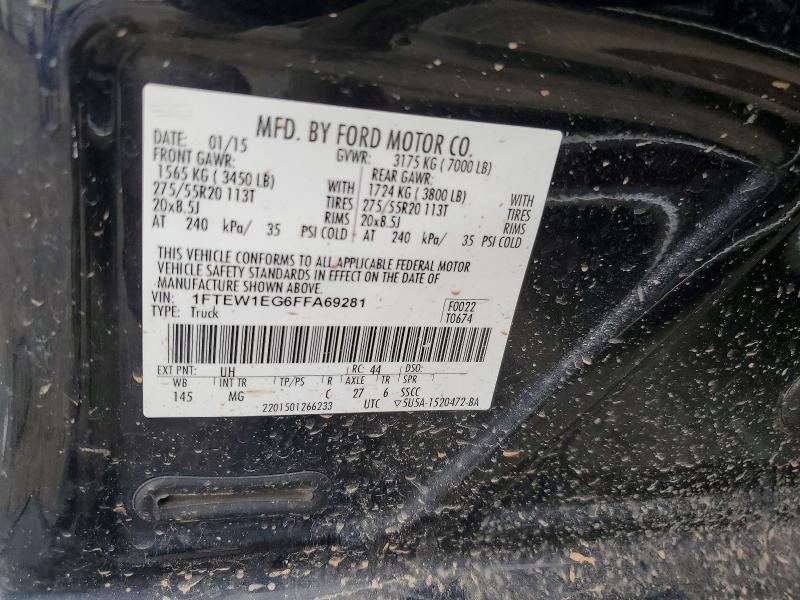 MFD. BY FORD MOTOR CO.
DATE: 01/15 GVWR: 3175 KG ( 7000 LB)
FRONT GAWR: REAR GAWR:
1565 KG ( 3450 LB) WITH 1724 KG ( 3800 LB) WITH
275/55R20 113T TIRES 275/55R20 113T TIRES
20x8.5J RIMS 20x8.5J RIMS
AT 240 kPa/ 35 PSI COLD AT 240 kPa/ 35 PSI COLD
THIS VEHICLE CONFORMS TO ALL APPLICABLE FEDERAL MOTOR
VEHICLE SAFETY STANDARDS IN EFFECT ON THE DATE OF
MANUFACTURE SHOWN ABOVE.
VIN: 1FTEW1EG6FFA69281 F0022
TYPE: Truck T0674
EXT PNT: UH RC: 44 DSO:
WB INT TR TP/PS R AXLE TR SPR
145 MG C 27 6 SSCC
2201501266233 UTC ▽5U5A-1520472-BA